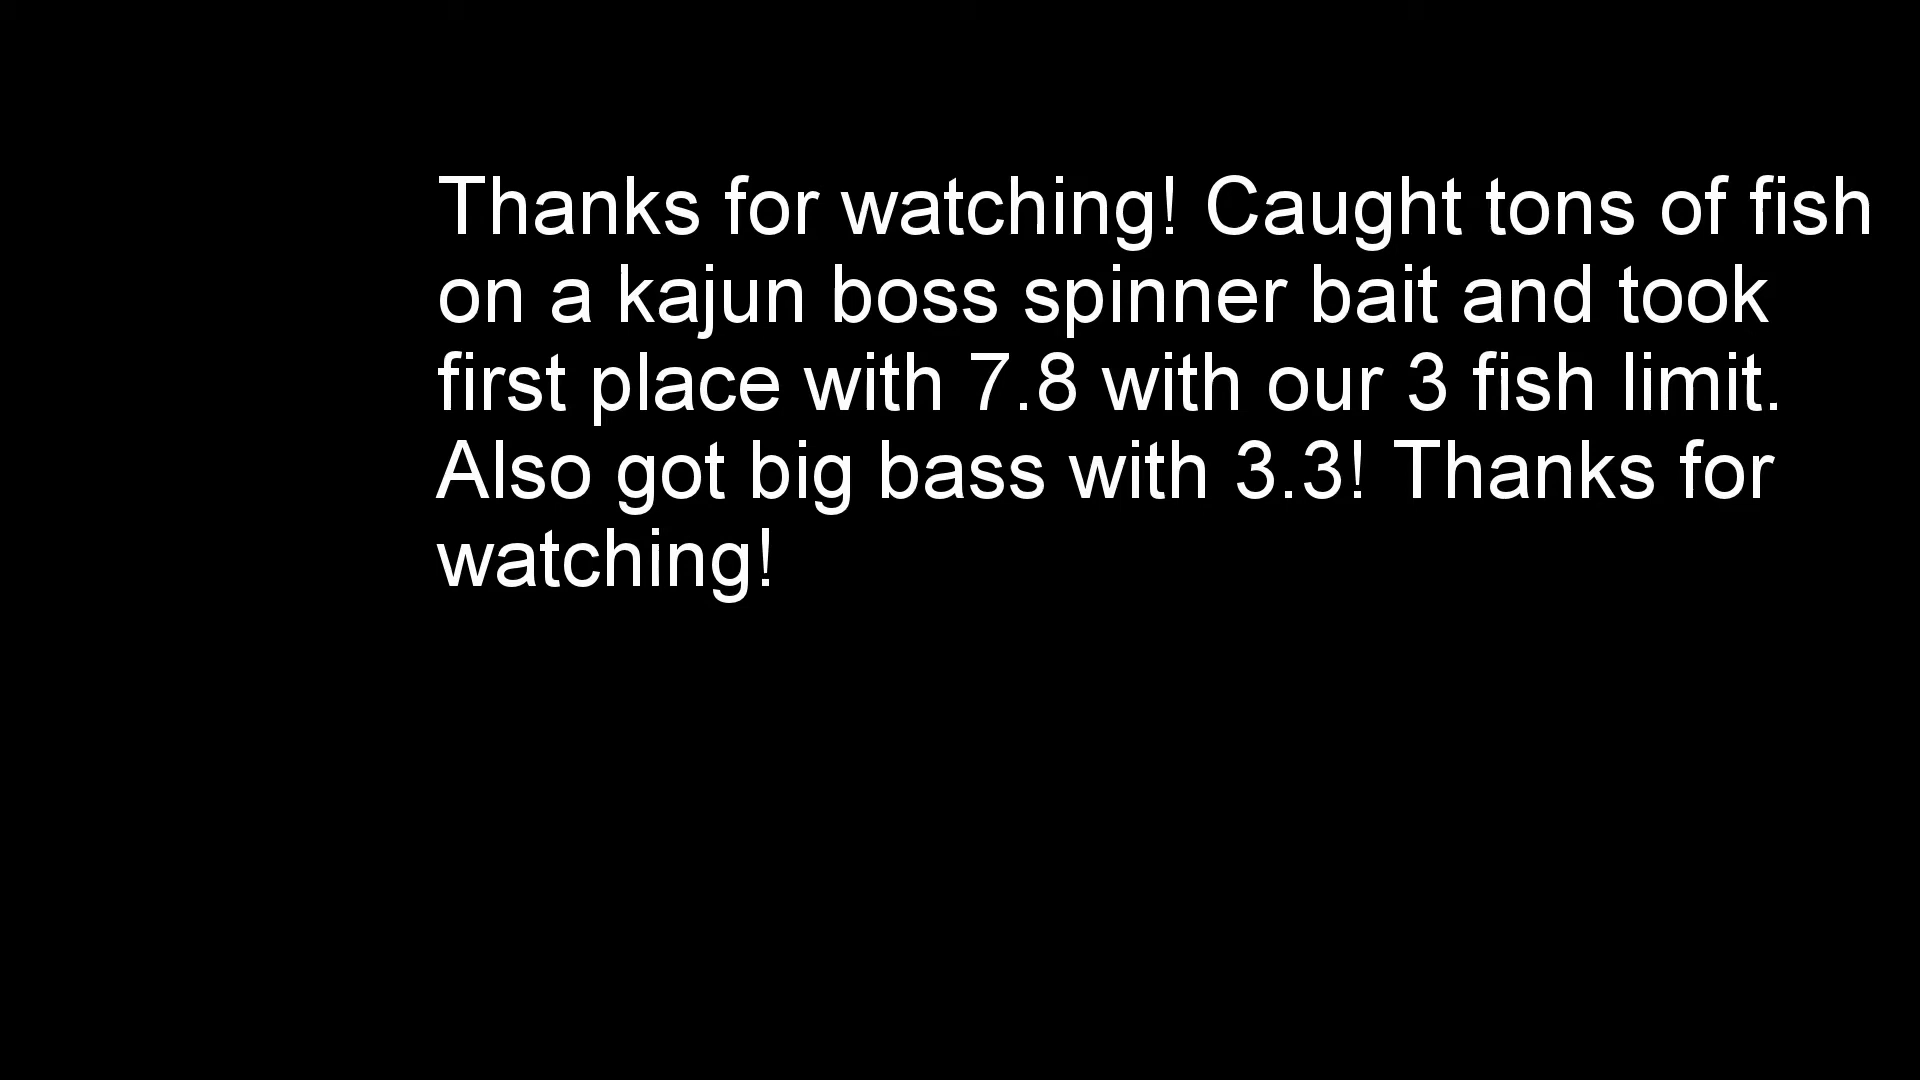 Thanks for watching! Caught tons of fish
on a kajun boss spinner bait and took
first place with 7.8 with our 3 fish limit.
Also got big bass with 3.3! Thanks for
watching!